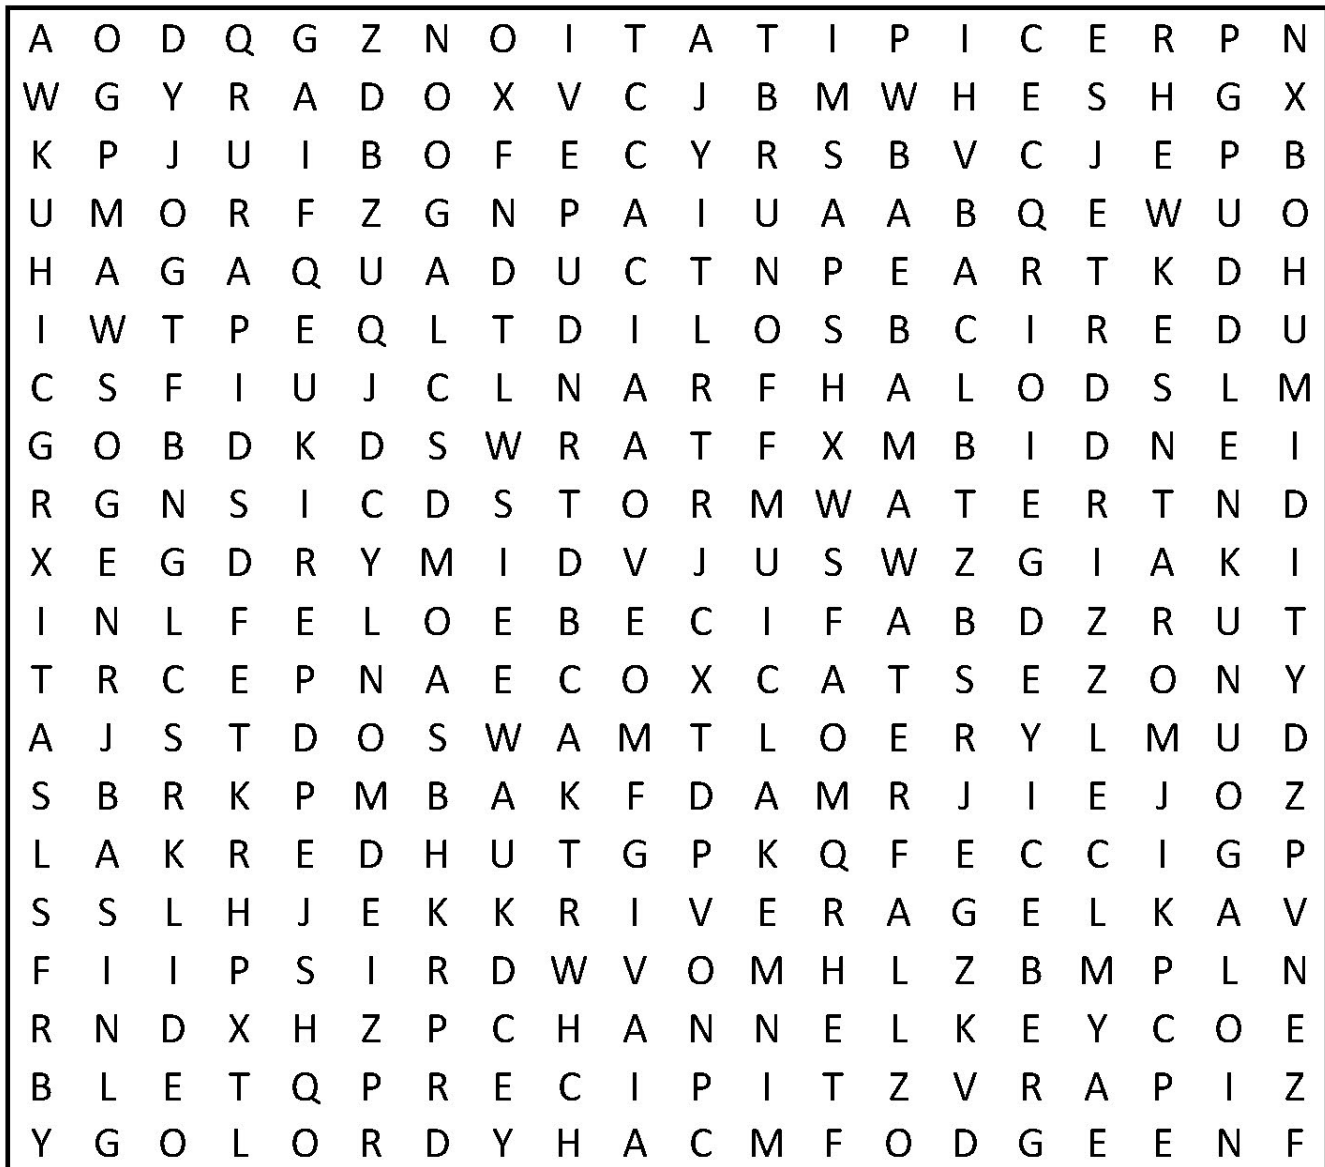 A O D Q G Z N O I T A T I P I C E R P N
W G Y R A D O X V C J B M W H E S H G X
K P J U I B O F E C Y R S B V C J E P B
U M O R F Z G N P A I U A A B Q E W U O
H A G A Q U A D U C T N P E A R T K D H
I W T P E Q L T D I L O S B C I R E D U
C S F I U J C L N A R F H A L O D S L M
G O B D K D S W R A T F X M B I D N E I
R G N S I C D S T O R M W A T E R T N D
X E G D R Y M I D V J U S W Z G I A K I
I N L F E L O E B E C I F A B D Z R U T
T R C E P N A E C O X C A T S E Z O N Y
A J S T D O S W A M T L O E R Y L M U D
S B R K P M B A K F D A M R J I E J O Z
L A K R E D H U T G P K Q F E C C I G P
S S L H J E K K R I V E R A G E L K A V
F I I P S I R D W V O M H L Z B M P L N
R N D X H Z P C H A N N E L K E Y C O E
B L E T Q P R E C I P I T Z V R A P I Z
Y G O L O R D Y H A C M F O D G E E N F